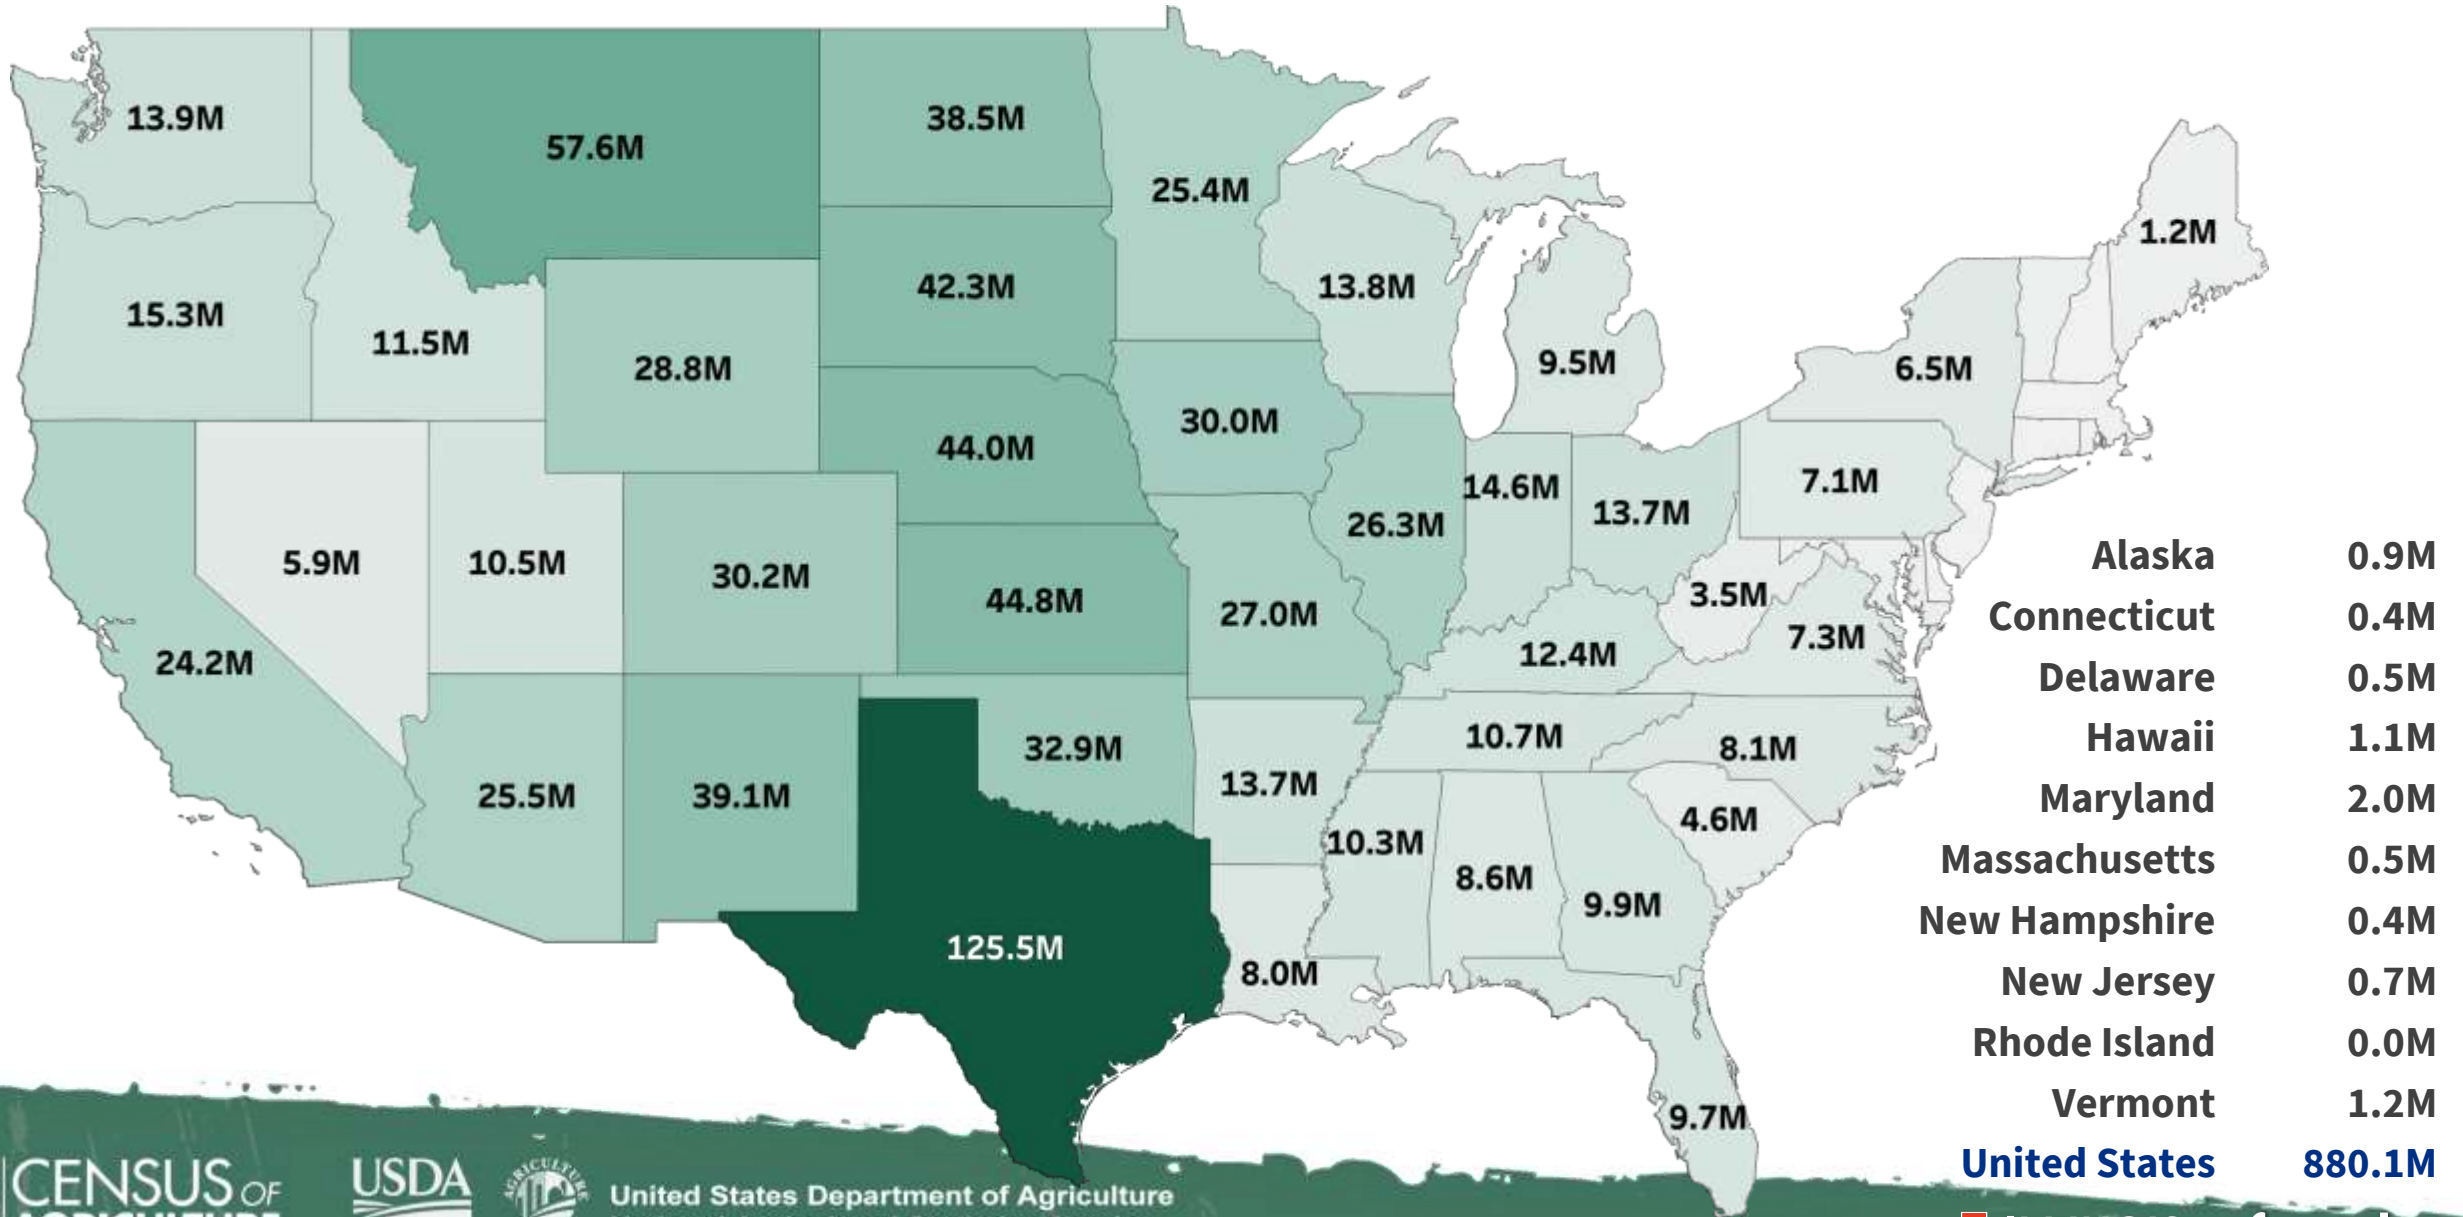 13.9M
57.6M
38.5M
25.4M
1.2M
15.3M
11.5M
28.8M
42.3M
13.8M
9.5M
6.5M
44.0M
30.0M
26.3M
14.6M
13.7M
7.1M
5.9M
10.5M
30.2M
44.8M
27.0M
12.4M
3.5M
7.3M
24.2M
25.5M
39.1M
32.9M
13.7M
10.7M
8.1M
10.3M
8.6M
9.9M
4.6M
125.5M
8.0M
9.7M
Alaska 0.9M
Connecticut 0.4M
Delaware 0.5M
Hawaii 1.1M
Maryland 2.0M
Massachusetts 0.5M
New Hampshire 0.4M
New Jersey 0.7M
Rhode Island 0.0M
Vermont 1.2M
United States 880.1M
CENSUS OF
AGRICULTURE
USDA
AGRICULTURE
United States Department of Agriculture